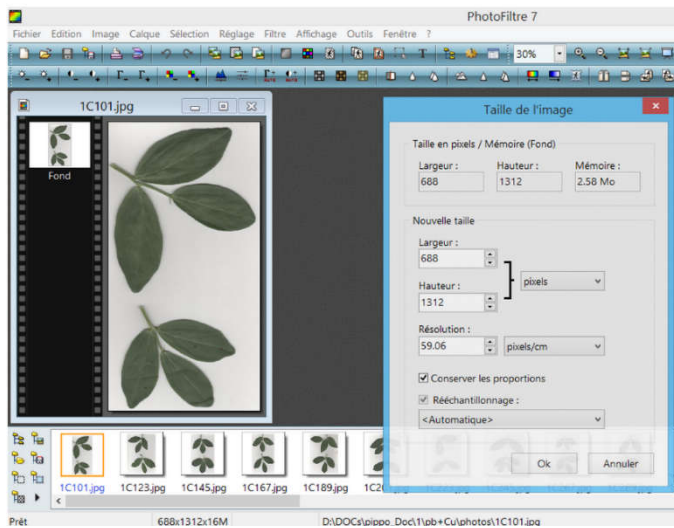 PhotoFiltre 7
Fichier Edition Image Calque Sélection Réglage Filtre Affichage Outils Fenêtre ?
30%
1C101.jpg
Fond
Taille de l'image
Taille en pixels / Mémoire (Fond)
Largeur : Hauteur : Mémoire :
688 1312 2.58 Mo
Nouvelle taille
Largeur :
688
pixels
Hauteur :
1312
Résolution :
59.06 pixels/cm
Conserver les proportions
Rééchantillonnage :
<Automatique>
Ok Annuler
1C101.jpg 1C123.jpg 1C145.jpg 1C167.jpg 1C189.jpg
Prêt 688x1312x16M D:\DOCs\pippo_Doc\1\pb+Cu\photos\1C101.jpg